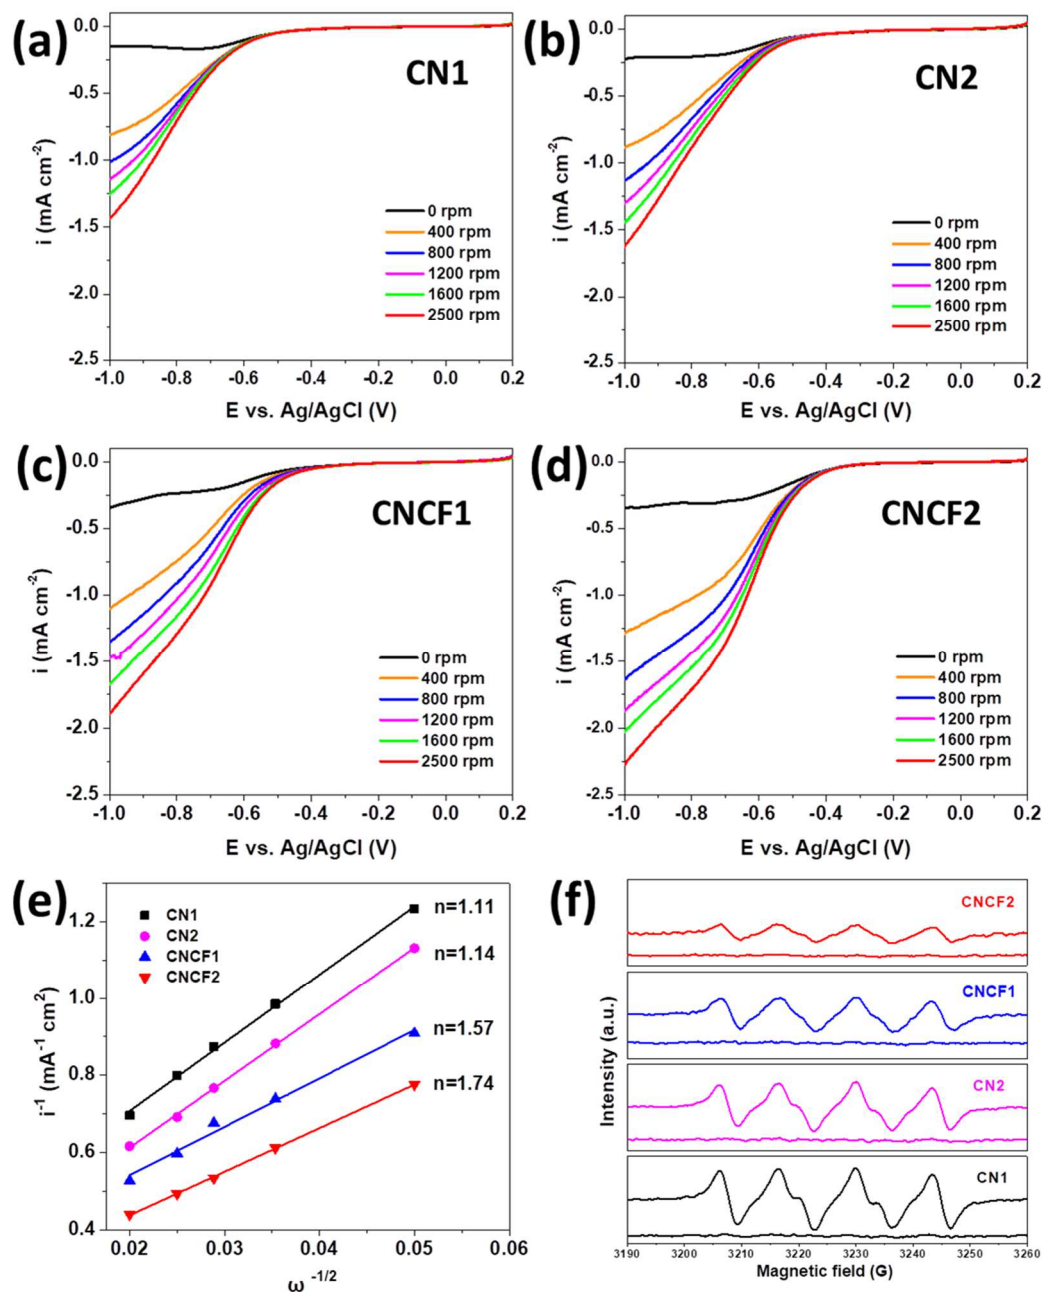 (a)
CN1
0.0
-0.5
-1.0
-1.5
-2.0
-2.5
i (mA cm⁻²)
0 rpm
400 rpm
800 rpm
1200 rpm
1600 rpm
2500 rpm
-1.0 -0.8 -0.6 -0.4 -0.2 0.0 0.2
E vs. Ag/AgCl (V)
(b)
CN2
0.0
-0.5
-1.0
-1.5
-2.0
-2.5
i (mA cm⁻²)
0 rpm
400 rpm
800 rpm
1200 rpm
1600 rpm
2500 rpm
-1.0 -0.8 -0.6 -0.4 -0.2 0.0 0.2
E vs. Ag/AgCl (V)
(c)
CNCF1
0.0
-0.5
-1.0
-1.5
-2.0
-2.5
i (mA cm⁻²)
0 rpm
400 rpm
800 rpm
1200 rpm
1600 rpm
2500 rpm
-1.0 -0.8 -0.6 -0.4 -0.2 0.0 0.2
E vs. Ag/AgCl (V)
(d)
CNCF2
0.0
-0.5
-1.0
-1.5
-2.0
-2.5
i (mA cm⁻²)
0 rpm
400 rpm
800 rpm
1200 rpm
1600 rpm
2500 rpm
-1.0 -0.8 -0.6 -0.4 -0.2 0.0 0.2
E vs. Ag/AgCl (V)
(e)
CN1
CN2
CNCF1
CNCF2
n=1.11
n=1.14
n=1.57
n=1.74
1.2
1.0
0.8
0.6
0.4
i⁻¹ (mA⁻¹ cm²)
0.02 0.03 0.04 0.05 0.06
ω ⁻¹/²
(f)
CNCF2
CNCF1
CN2
CN1
Intensity (a.u.)
3190 3200 3210 3220 3230 3240 3250 3260
Magnetic field (G)